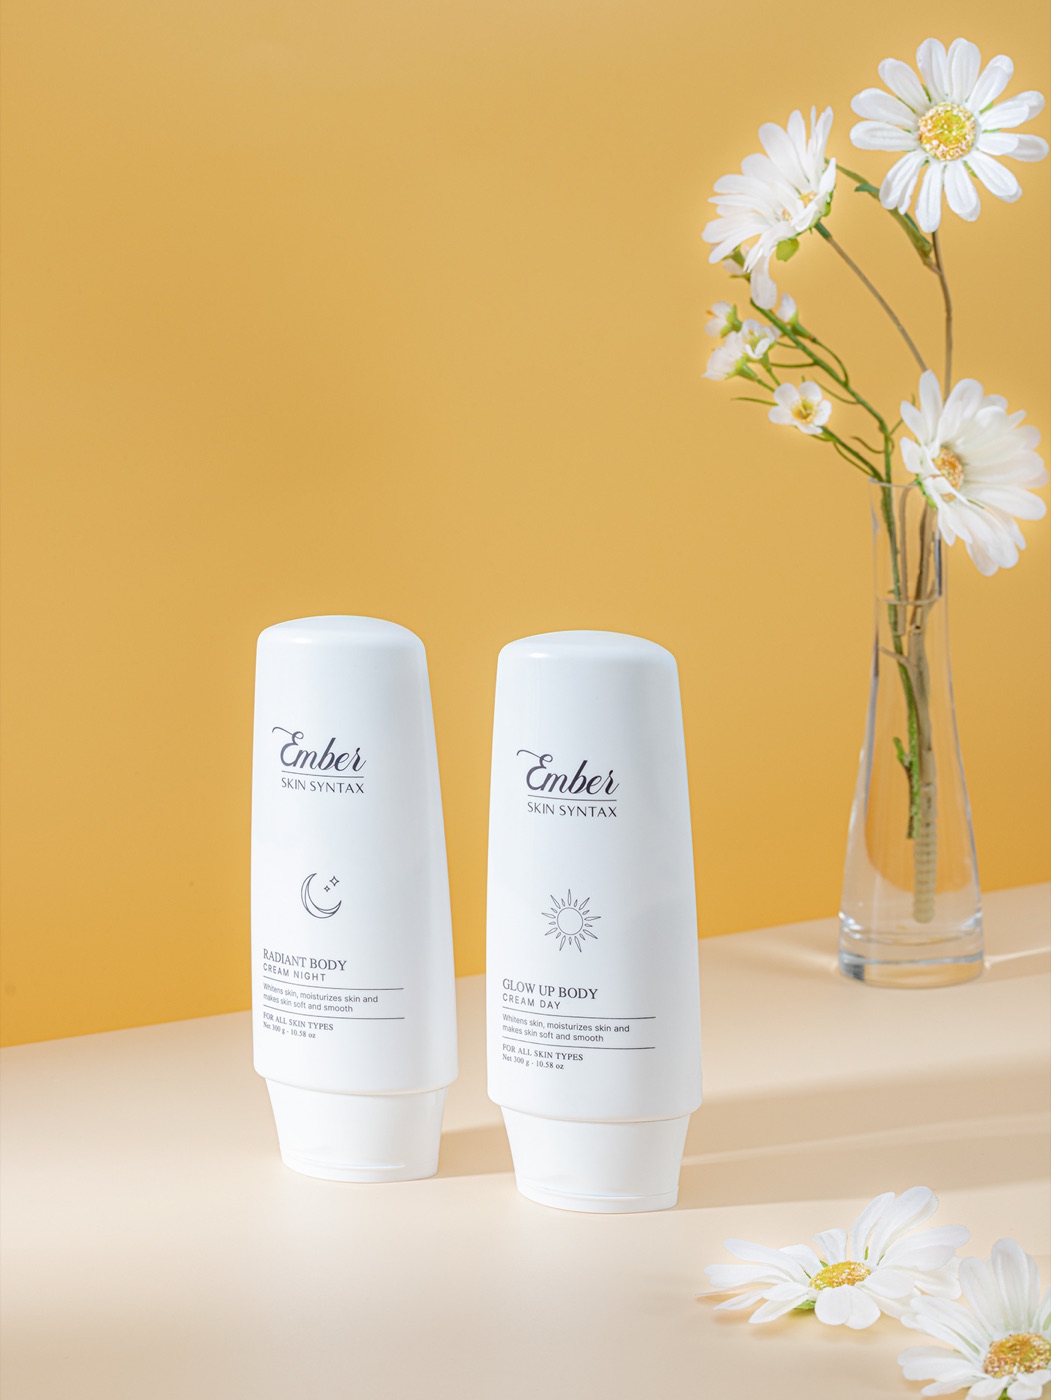 Ember
SKIN SYNTAX
RADIANT BODY
CREAM NIGHT
Whitens skin, moisturizes skin and
makes skin soft and smooth
FOR ALL SKIN TYPES
Net 300 g - 10.58 oz
Ember
SKIN SYNTAX
GLOW UP BODY
CREAM DAY
Whitens skin, moisturizes skin and
makes skin soft and smooth
FOR ALL SKIN TYPES
Net 300 g - 10.58 oz